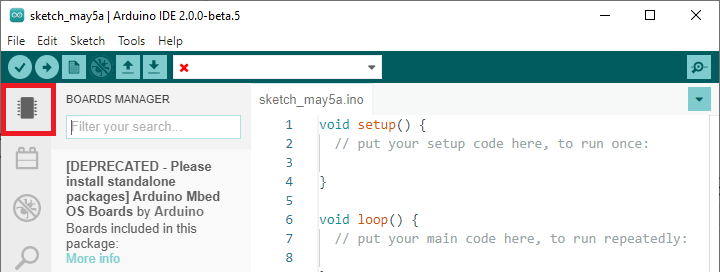 sketch_may5a | Arduino IDE 2.0.0-beta.5
File Edit Sketch Tools Help
BOARDS MANAGER
Filter your search...
[DEPRECATED - Please
install standalone
packages] Arduino Mbed
OS Boards by Arduino
Boards included in this
package:
More info
sketch_may5a.ino
1 void setup() {
2 // put your setup code here, to run once:
3
4 }
5
6 void loop() {
7 // put your main code here, to run repeatedly:
8